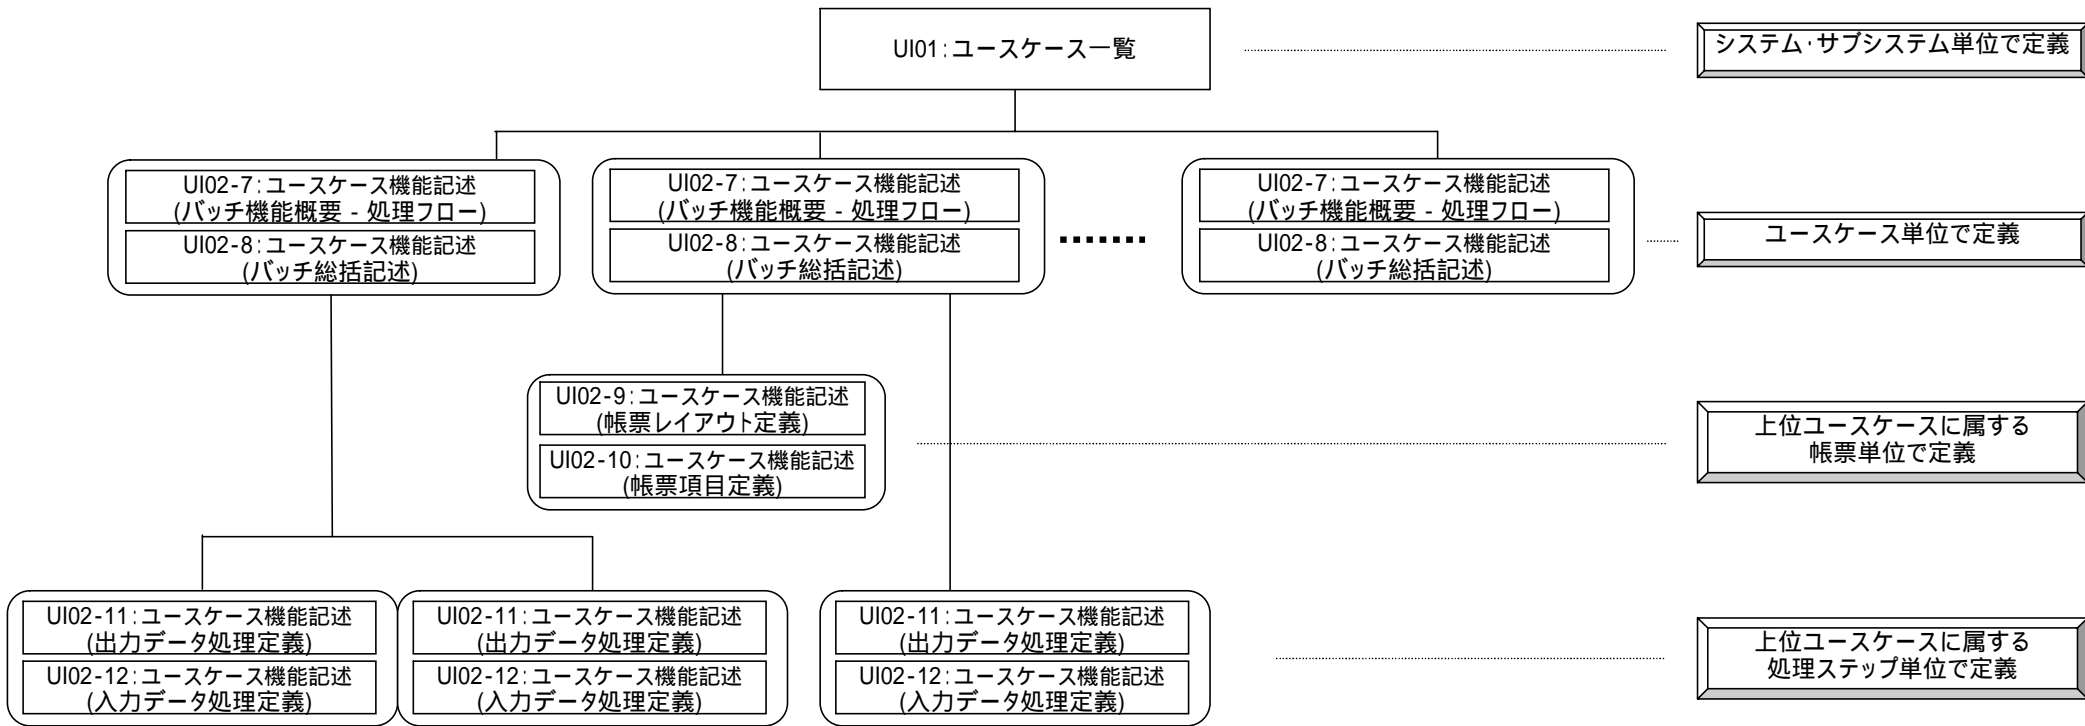 UI01:ユースケース一覧
システム・サブシステム単位で定義
UI02-7:ユースケース機能記述
(バッチ機能概要 - 処理フロー)
UI02-8:ユースケース機能記述
(バッチ総括記述)
UI02-7:ユースケース機能記述
(バッチ機能概要 - 処理フロー)
UI02-8:ユースケース機能記述
(バッチ総括記述)
UI02-7:ユースケース機能記述
(バッチ機能概要 - 処理フロー)
UI02-8:ユースケース機能記述
(バッチ総括記述)
ユースケース単位で定義
UI02-9:ユースケース機能記述
(帳票レイアウト定義)
UI02-10:ユースケース機能記述
(帳票項目定義)
上位ユースケースに属する
帳票単位で定義
UI02-11:ユースケース機能記述
(出力データ処理定義)
UI02-12:ユースケース機能記述
(入力データ処理定義)
UI02-11:ユースケース機能記述
(出力データ処理定義)
UI02-12:ユースケース機能記述
(入力データ処理定義)
UI02-11:ユースケース機能記述
(出力データ処理定義)
UI02-12:ユースケース機能記述
(入力データ処理定義)
上位ユースケースに属する
処理ステップ単位で定義